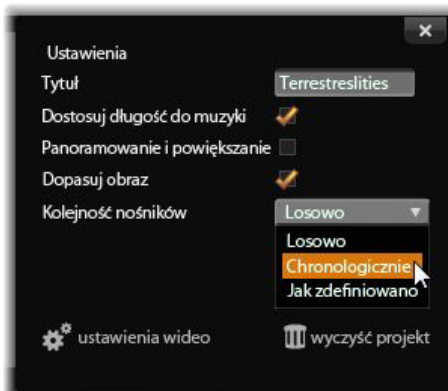 Ustawienia
Tytuł Terrestreslities
Dostosuj długość do muzyki
Panoramowanie i powiększanie
Dopasuj obraz
Kolejność nośników Losowo
Losowo
Chronologicznie
Jak zdefiniowano
ustawienia wideo wyczyść projekt